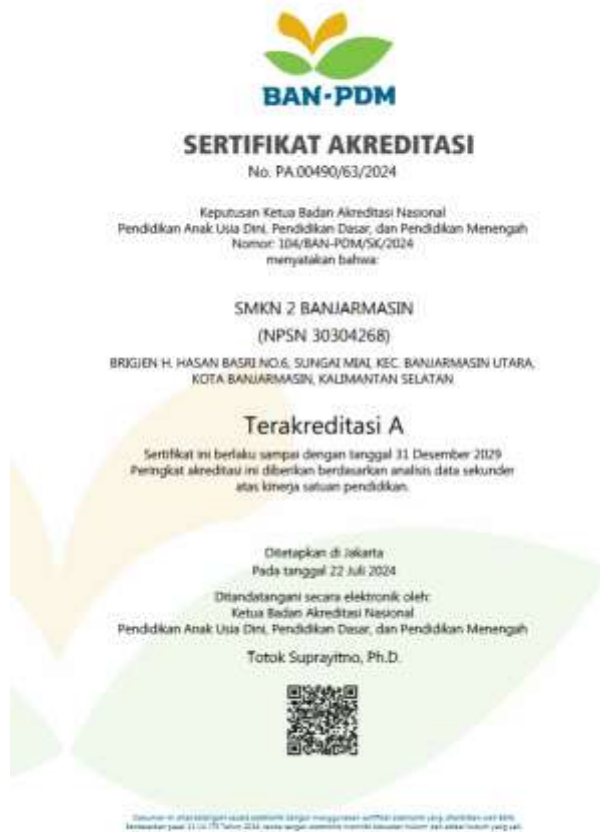 BAN-PDM
SERTIFIKAT AKREDITASI
No. PA.00490/63/2024
Keputusan Ketua Badan Akreditasi Nasional
Pendidikan Anak Usia Dini, Pendidikan Dasar, dan Pendidikan Menengah
Nomor: 104/BAN-PDM/SK/2024
menyatakan bahwa:
SMKN 2 BANJARMASIN
(NPSN 30304268)
BRIGJEN H. HASAN BASRI NO.6, SUNGAI MIAI, KEC. BANJARMASIN UTARA,
KOTA BANJARMASIN, KALIMANTAN SELATAN
Terakreditasi A
Sertifikat ini berlaku sampai dengan tanggal 31 Desember 2029
Peringkat akreditasi ini diberikan berdasarkan analisis data sekunder
atas kinerja satuan pendidikan.
Ditetapkan di Jakarta
Pada tanggal 22 Juli 2024
Ditandatangani secara elektronik oleh:
Ketua Badan Akreditasi Nasional
Pendidikan Anak Usia Dini, Pendidikan Dasar, dan Pendidikan Menengah
Totok Suprayitno, Ph.D.